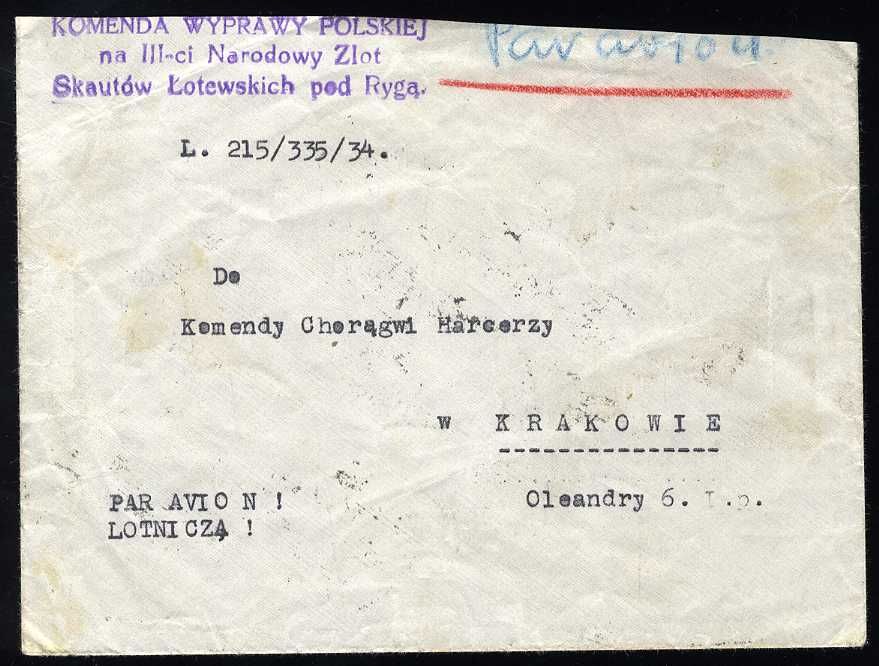 KOMENDA WYPRAWY POLSKIEJ
na III-ci Narodowy Zlot
Skautów Łotewskich pod Rygą.
Par avion.
L. 215/335/34.
Do
Komendy Chorągwi Harcerzy
w KRAKOWIE
---------------
Oleandry 6. I.p.
PAR AVION !
LOTNICZĄ !